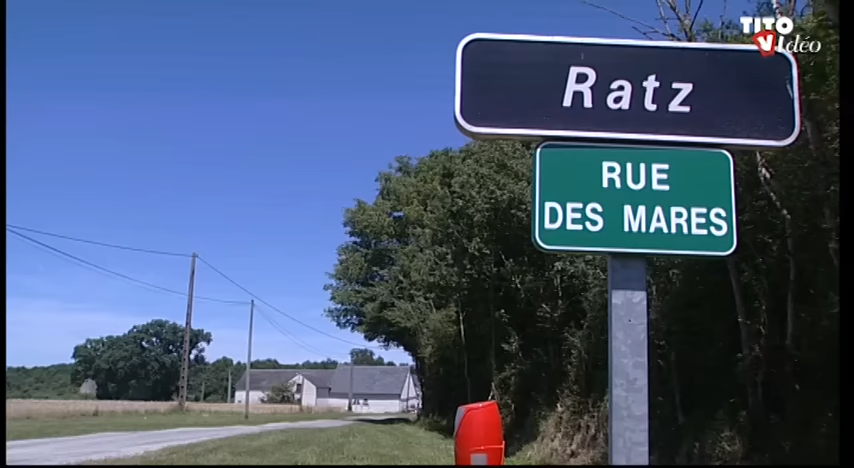 TITO
Vidéo
Ratz
RUE
DES MARES